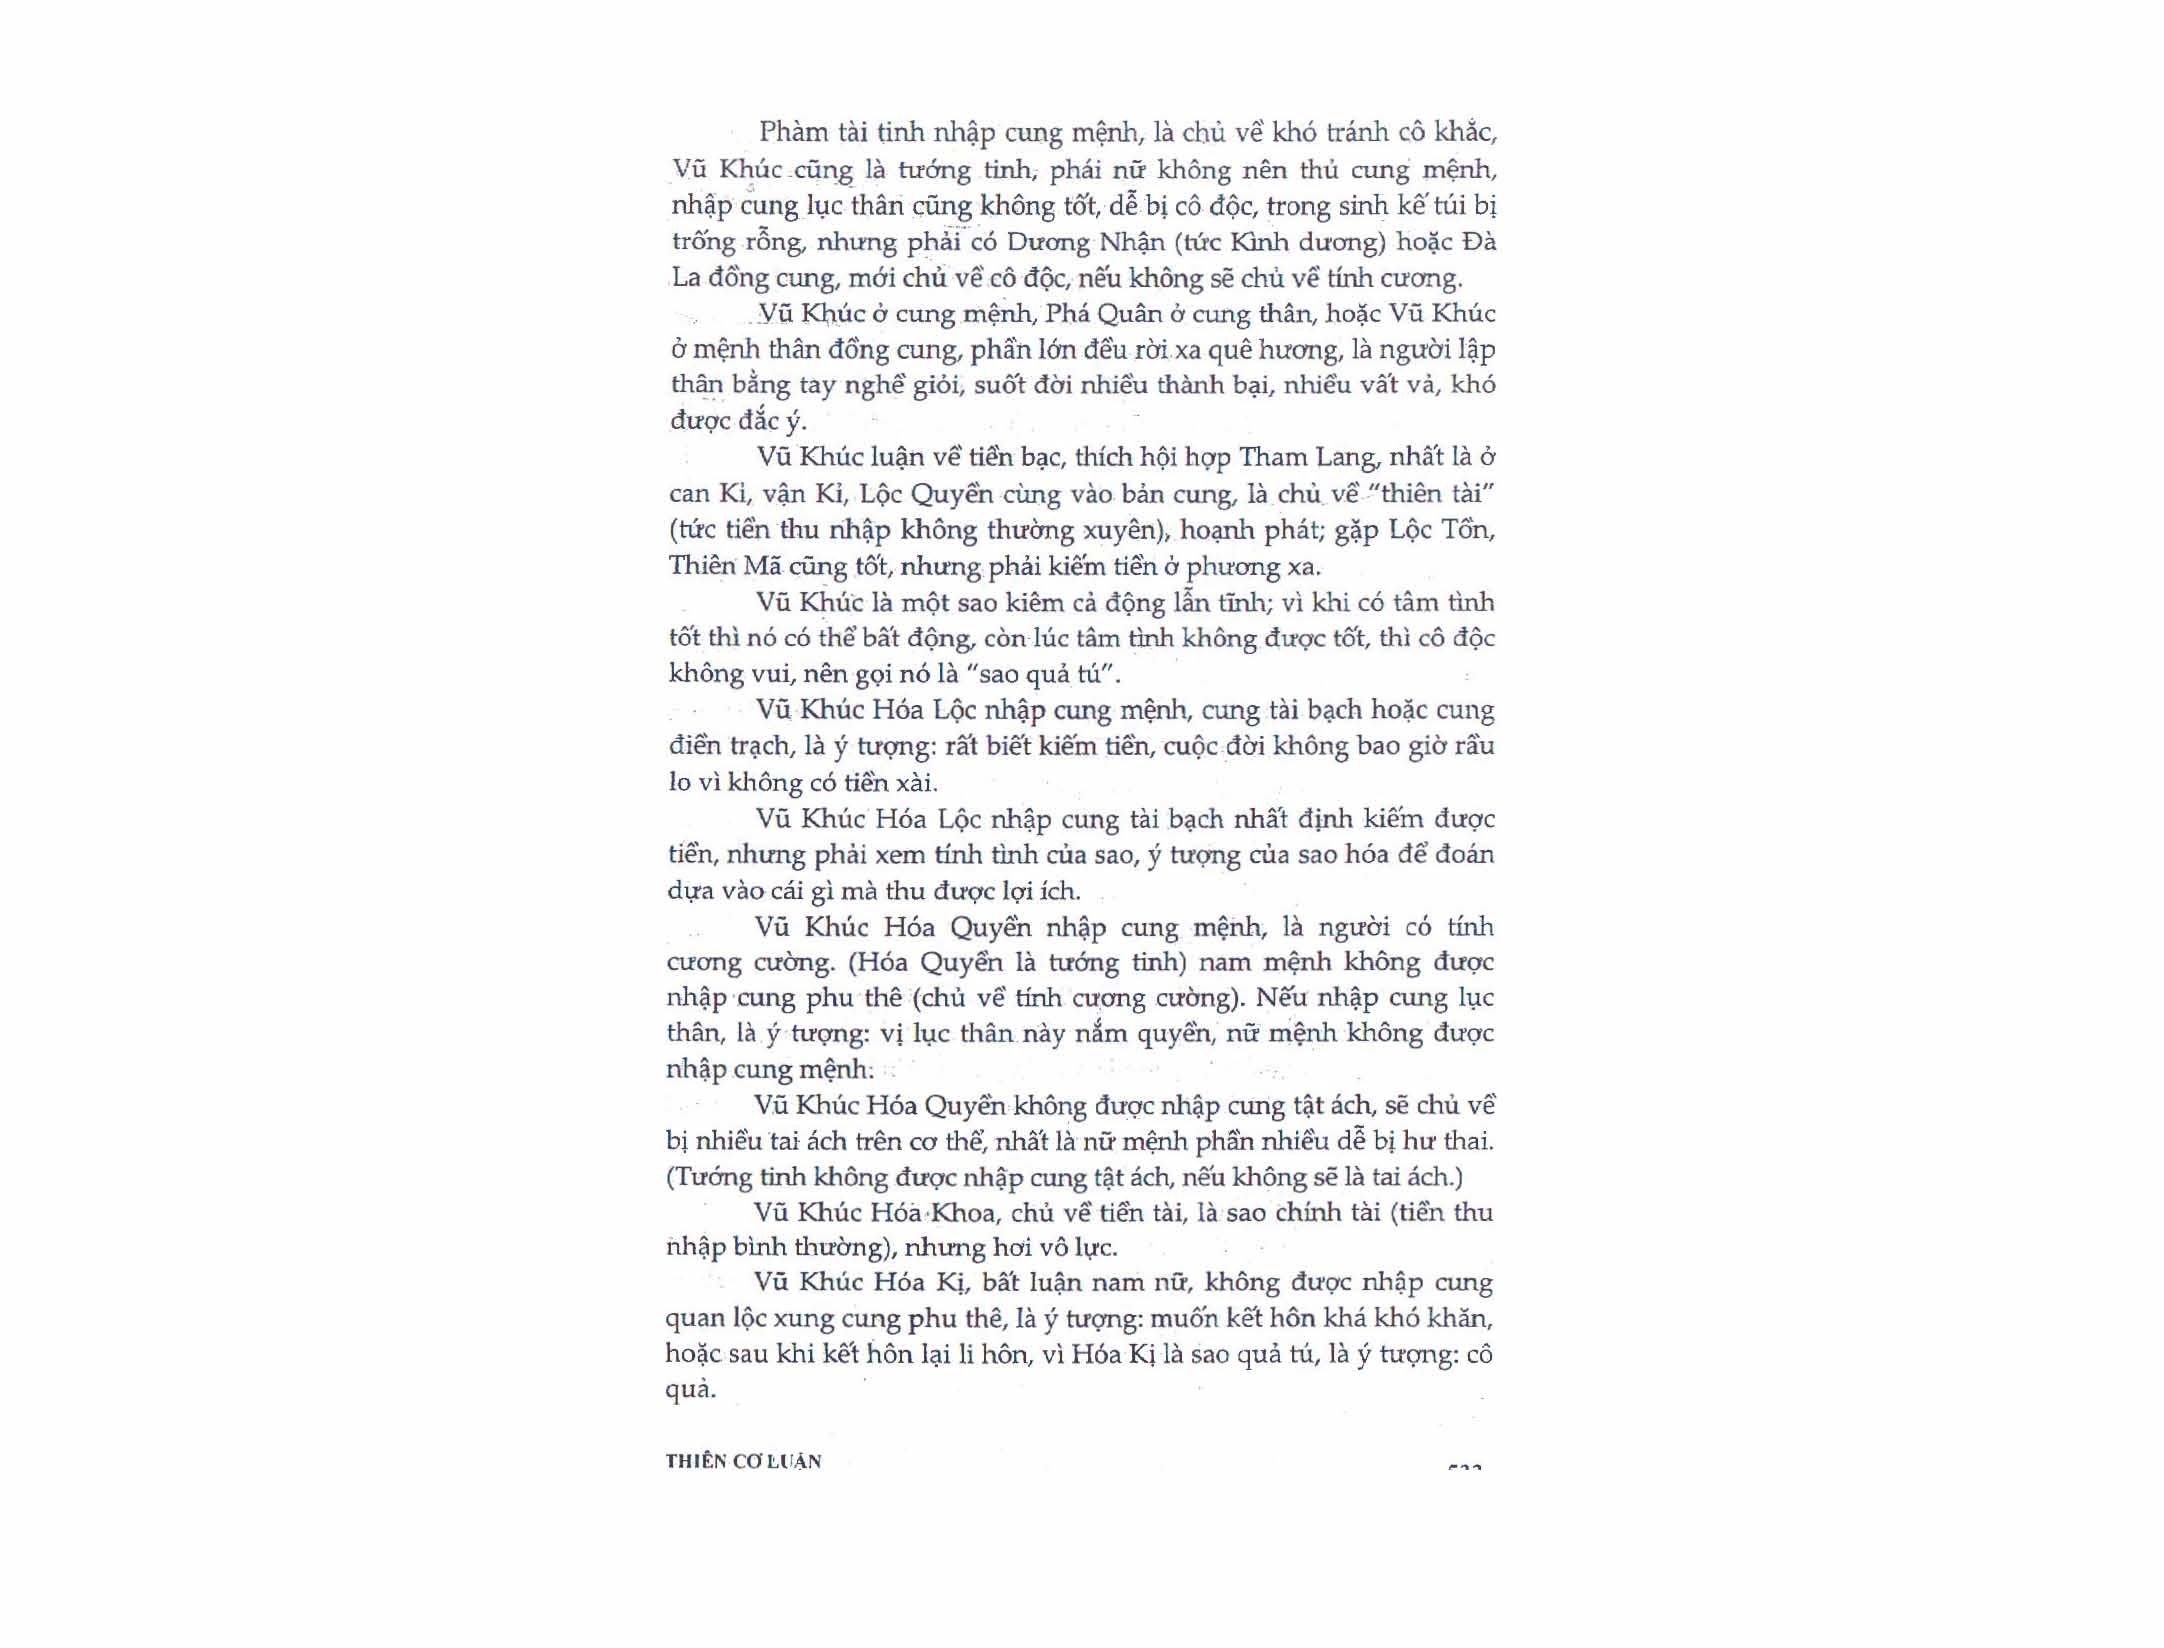 Phàm tài tinh nhập cung mệnh, là chủ về khó tránh cô khắc,
Vũ Khúc cũng là tướng tinh, phái nữ không nên thủ cung mệnh,
nhập cung lục thân cũng không tốt, dễ bị cô độc, trong sinh kế túi bị
trống rỗng, nhưng phải có Dương Nhận (tức Kình dương) hoặc Đà
La đồng cung, mới chủ về cô độc, nếu không sẽ chủ về tính cương.
Vũ Khúc ở cung mệnh, Phá Quân ở cung thân, hoặc Vũ Khúc
ở mệnh thân đồng cung, phần lớn đều rời xa quê hương, là người lập
thân bằng tay nghề giỏi, suốt đời nhiều thành bại, nhiều vất vả, khó
được đắc ý.
Vũ Khúc luận về tiền bạc, thích hội hợp Tham Lang, nhất là ở
can Kỉ, vận Kỉ, Lộc Quyền cùng vào bản cung, là chủ về "thiên tài"
(tức tiền thu nhập không thường xuyên), hoạnh phát; gặp Lộc Tồn,
Thiên Mã cũng tốt, nhưng phải kiếm tiền ở phương xa.
Vũ Khúc là một sao kiêm cả động lẫn tĩnh; vì khi có tâm tình
tốt thì nó có thể bất động, còn lúc tâm tình không được tốt, thì cô độc
không vui, nên gọi nó là "sao quả tú".
Vũ Khúc Hóa Lộc nhập cung mệnh, cung tài bạch hoặc cung
điền trạch, là ý tượng: rất biết kiếm tiền, cuộc đời không bao giờ rầu
lo vì không có tiền xài.
Vũ Khúc Hóa Lộc nhập cung tài bạch nhất định kiếm được
tiền, nhưng phải xem tính tình của sao, ý tượng của sao hóa để đoán
dựa vào cái gì mà thu được lợi ích.
Vũ Khúc Hóa Quyền nhập cung mệnh, là người có tính
cương cường. (Hóa Quyền là tướng tinh) nam mệnh không được
nhập cung phu thê (chủ về tính cương cường). Nếu nhập cung lục
thân, là ý tượng: vị lục thân này nắm quyền, nữ mệnh không được
nhập cung mệnh.
Vũ Khúc Hóa Quyền không được nhập cung tật ách, sẽ chủ về
bị nhiều tai ách trên cơ thể, nhất là nữ mệnh phần nhiều dễ bị hư thai.
(Tướng tinh không được nhập cung tật ách, nếu không sẽ là tai ách.)
Vũ Khúc Hóa Khoa, chủ về tiền tài, là sao chính tài (tiền thu
nhập bình thường), nhưng hơi vô lực.
Vũ Khúc Hóa Kị, bất luận nam nữ, không được nhập cung
quan lộc xung cung phu thê, là ý tượng: muốn kết hôn khá khó khăn,
hoặc sau khi kết hôn lại li hôn, vì Hóa Kị là sao quả tú, là ý tượng: cô
quả.
THIÊN CƠ LUẬN